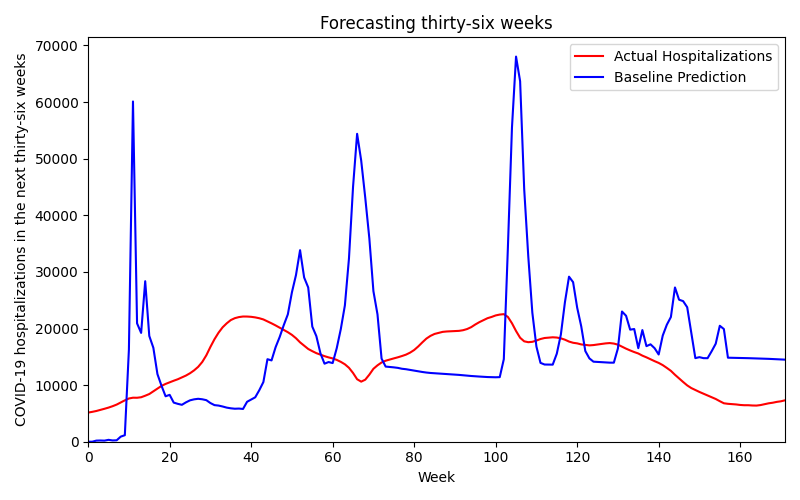 Forecasting thirty-six weeks
Actual Hospitalizations
Baseline Prediction
COVID-19 hospitalizations in the next thirty-six weeks
70000
60000
50000
40000
30000
20000
10000
0
0 20 40 60 80 100 120 140 160
Week